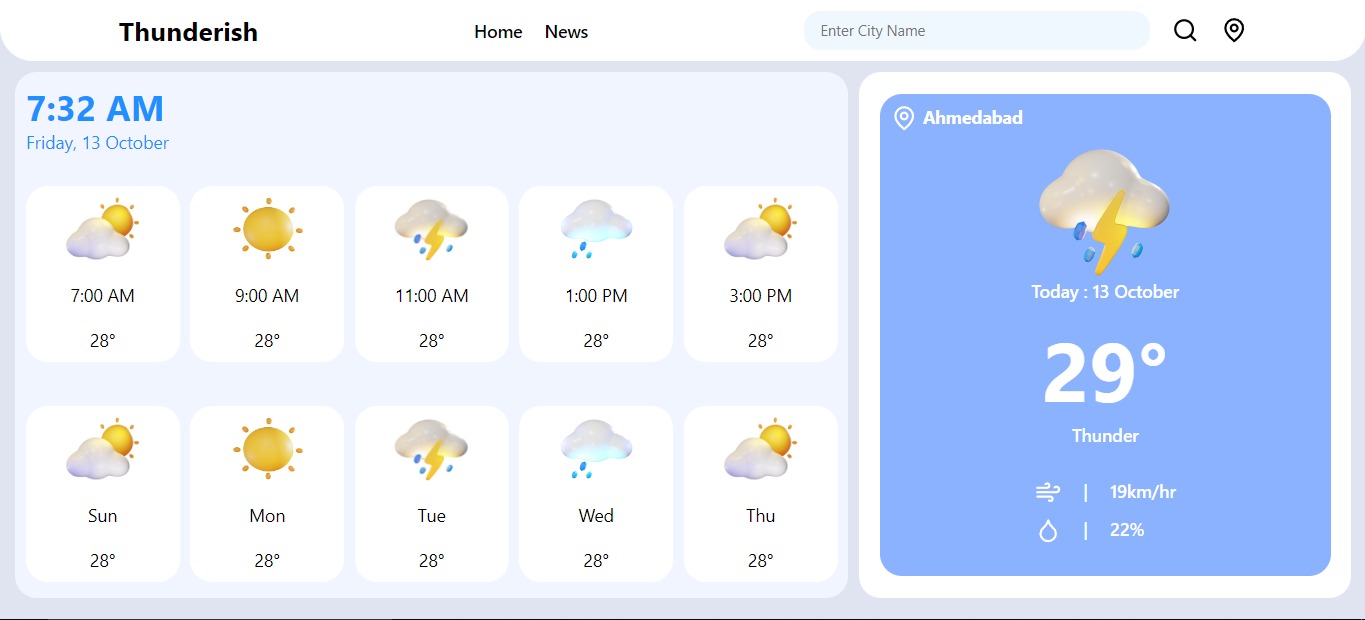 Thunderish
Home News
Enter City Name
7:32 AM
Friday, 13 October
7:00 AM 9:00 AM 11:00 AM 1:00 PM 3:00 PM
28° 28° 28° 28° 28°
Sun Mon Tue Wed Thu
28° 28° 28° 28° 28°
Ahmedabad
Today : 13 October
29°
Thunder
| 19km/hr
| 22%